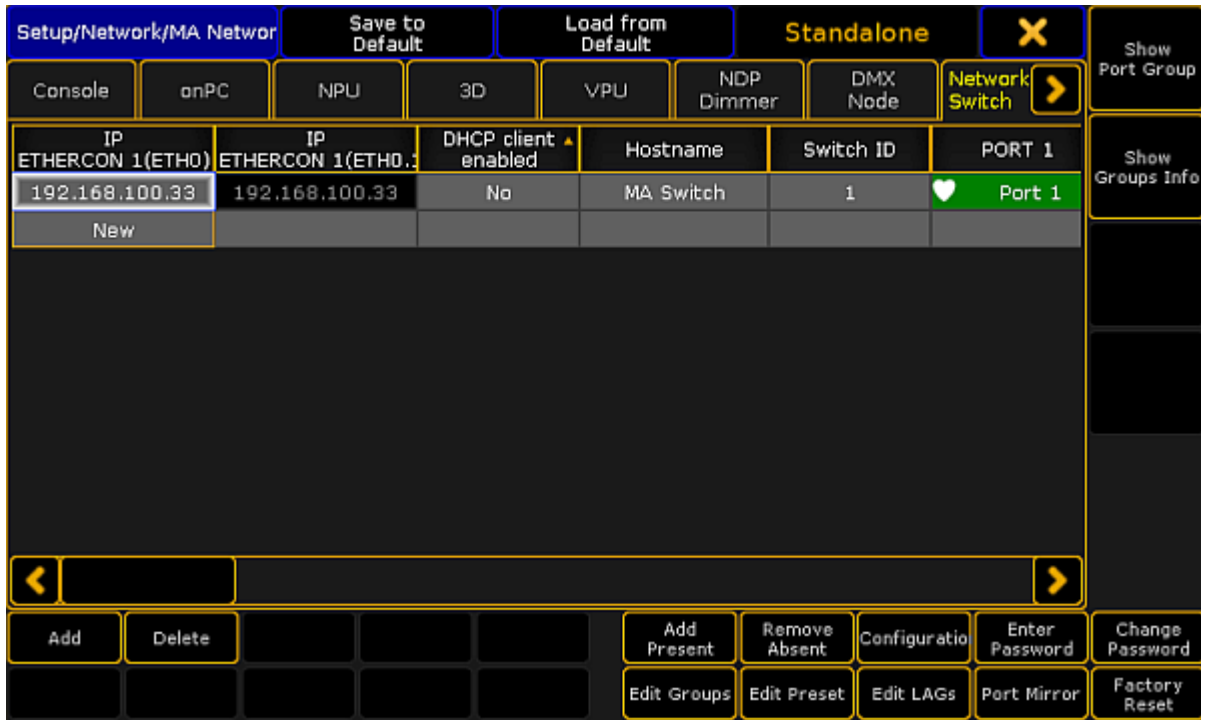 Setup/Network/MA Networ
Save to
Default
Load from
Default
Standalone
Show
Port Group
Console
onPC
NPU
3D
VPU
NDP
Dimmer
DMX
Node
Network
Switch
Show
Groups Info
IP
ETHERCON 1(ETH0)
IP
ETHERCON 1(ETH0.1
DHCP client
enabled
Hostname
Switch ID
PORT 1
192.168.100.33
192.168.100.33
No
MA Switch
1
Port 1
New
Add
Delete
Add
Present
Remove
Absent
Configuratio
Enter
Password
Change
Password
Edit Groups
Edit Preset
Edit LAGs
Port Mirror
Factory
Reset